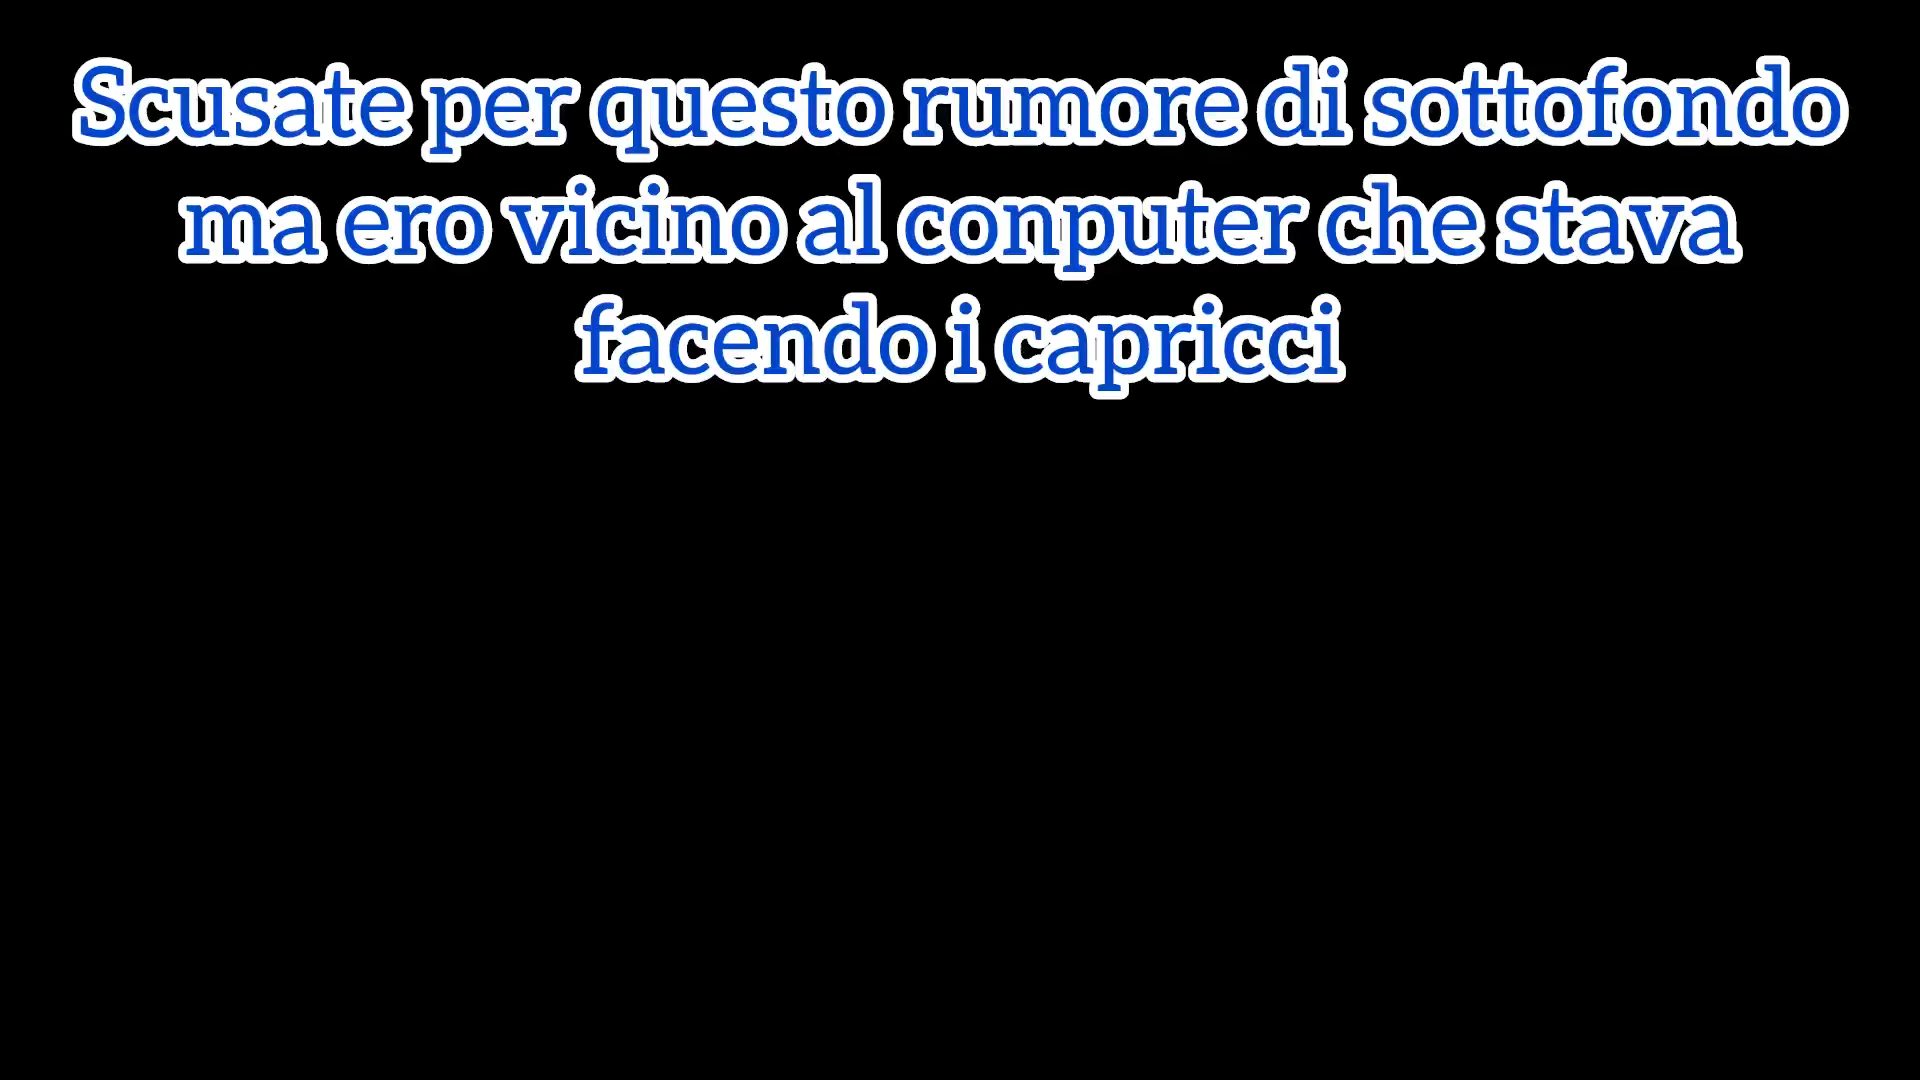 Scusate per questo rumore di sottofondo
ma ero vicino al conputer che stava
facendo i capricci